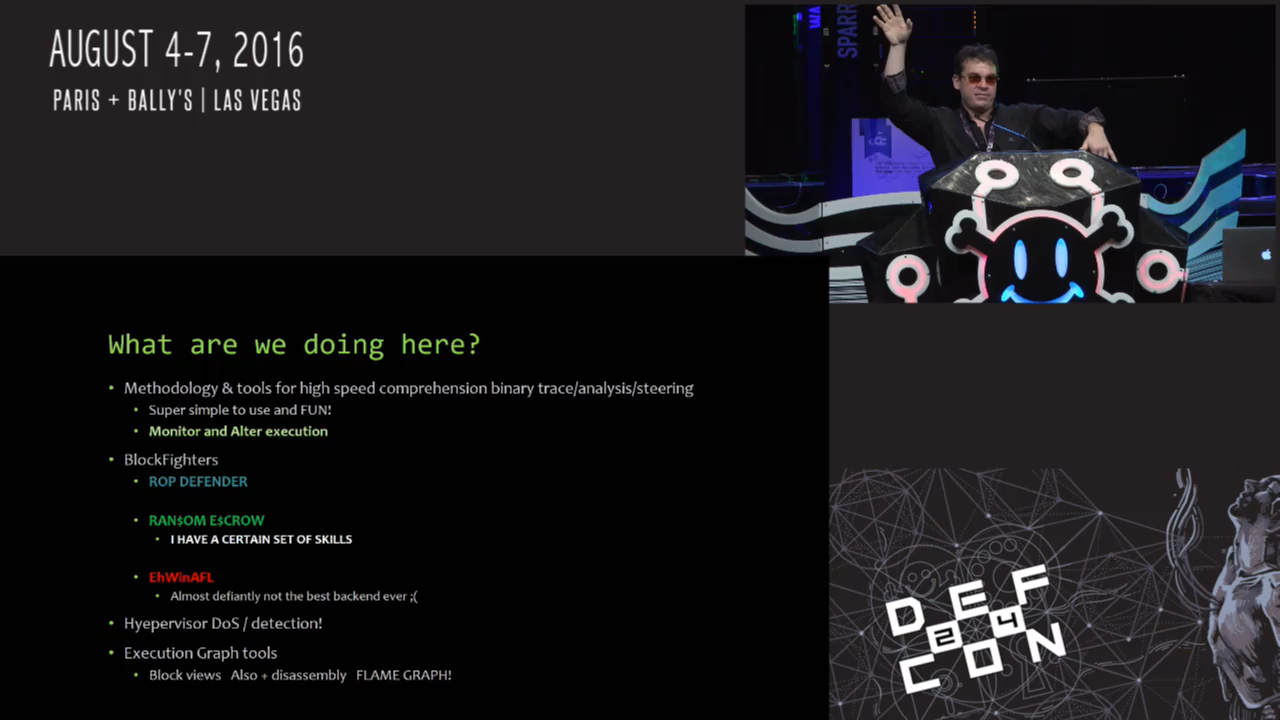 AUGUST 4-7, 2016
PARIS + BALLY'S | LAS VEGAS
SPARR
What are we doing here?
• Methodology & tools for high speed comprehension binary trace/analysis/steering
• Super simple to use and FUN!
• Monitor and Alter execution
• BlockFighters
• ROP DEFENDER
• RAN$OM E$CROW
• I HAVE A CERTAIN SET OF SKILLS
• EhWinAFL
• Almost defiantly not the best backend ever ;(
• Hyepervisor DoS / detection!
• Execution Graph tools
• Block views Also + disassembly FLAME GRAPH!
DEF
24
CON